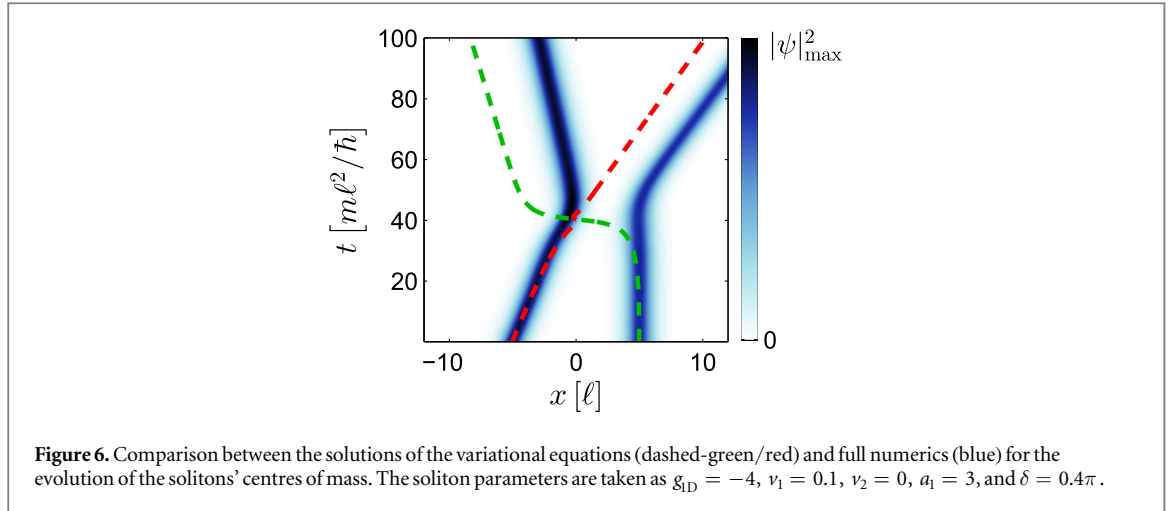 100
80
60
40
20
t [mℓ²/ħ]
−10 0 10
x [ℓ]
|ψ|²max
0
Figure 6. Comparison between the solutions of the variational equations (dashed-green/red) and full numerics (blue) for the
evolution of the solitons' centres of mass. The soliton parameters are taken as g1D = −4, ν1 = 0.1, ν2 = 0, a1 = 3, and δ = 0.4π.